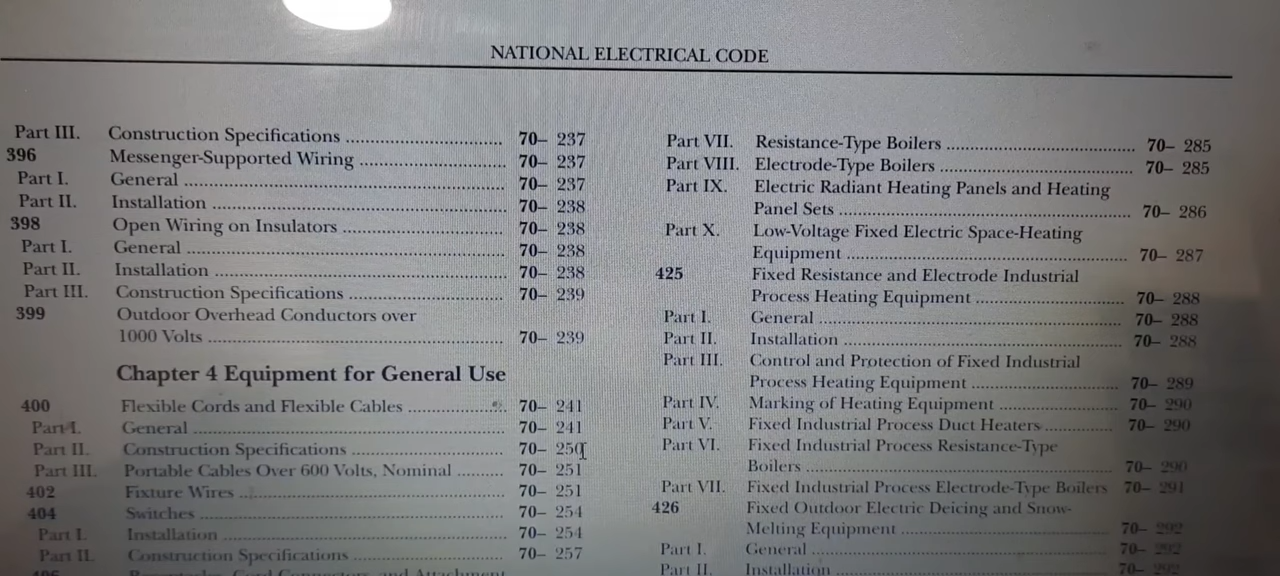 NATIONAL ELECTRICAL CODE
Part III. Construction Specifications ........ 70– 237
396 Messenger-Supported Wiring ........ 70– 237
Part I. General ........ 70– 237
Part II. Installation ........ 70– 238
398 Open Wiring on Insulators ........ 70– 238
Part I. General ........ 70– 238
Part II. Installation ........ 70– 238
Part III. Construction Specifications ........ 70– 239
399 Outdoor Overhead Conductors over
1000 Volts ........ 70– 239
Chapter 4 Equipment for General Use
400 Flexible Cords and Flexible Cables ........ 70– 241
Part I. General ........ 70– 241
Part II. Construction Specifications ........ 70– 250
Part III. Portable Cables Over 600 Volts, Nominal ........ 70– 251
402 Fixture Wires ........ 70– 251
404 Switches ........ 70– 254
Part I. Installation ........ 70– 254
Part II. Construction Specifications ........ 70– 257
Part VII. Resistance-Type Boilers ........ 70– 285
Part VIII. Electrode-Type Boilers ........ 70– 285
Part IX. Electric Radiant Heating Panels and Heating
Panel Sets ........ 70– 286
Part X. Low-Voltage Fixed Electric Space-Heating
Equipment ........ 70– 287
425 Fixed Resistance and Electrode Industrial
Process Heating Equipment ........ 70– 288
Part I. General ........ 70– 288
Part II. Installation ........ 70– 288
Part III. Control and Protection of Fixed Industrial
Process Heating Equipment ........ 70– 289
Part IV. Marking of Heating Equipment ........ 70– 290
Part V. Fixed Industrial Process Duct Heaters ........ 70– 290
Part VI. Fixed Industrial Process Resistance-Type
Boilers ........ 70– 290
Part VII. Fixed Industrial Process Electrode-Type Boilers 70– 291
426 Fixed Outdoor Electric Deicing and Snow-
Melting Equipment ........ 70– 292
Part I. General ........ 70– 292
Part II. Installation ........ 70– 292